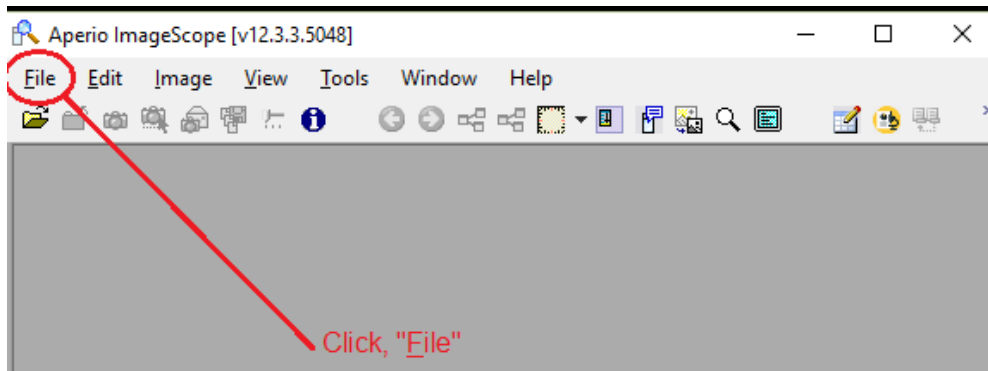 Aperio ImageScope [v12.3.3.5048]
File Edit Image View Tools Window Help
Click, "File"